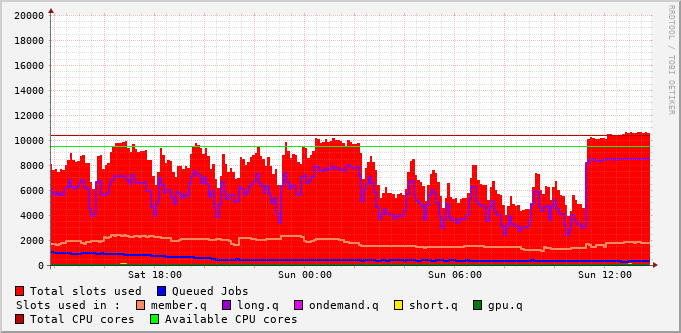 20000
18000
16000
14000
12000
10000
8000
6000
4000
2000
0
Sat 18:00 Sun 00:00 Sun 06:00 Sun 12:00
RRDTOOL / TOBI OETIKER
Total slots used Queued Jobs
Slots used in : member.q long.q ondemand.q short.q gpu.q
Total CPU cores Available CPU cores